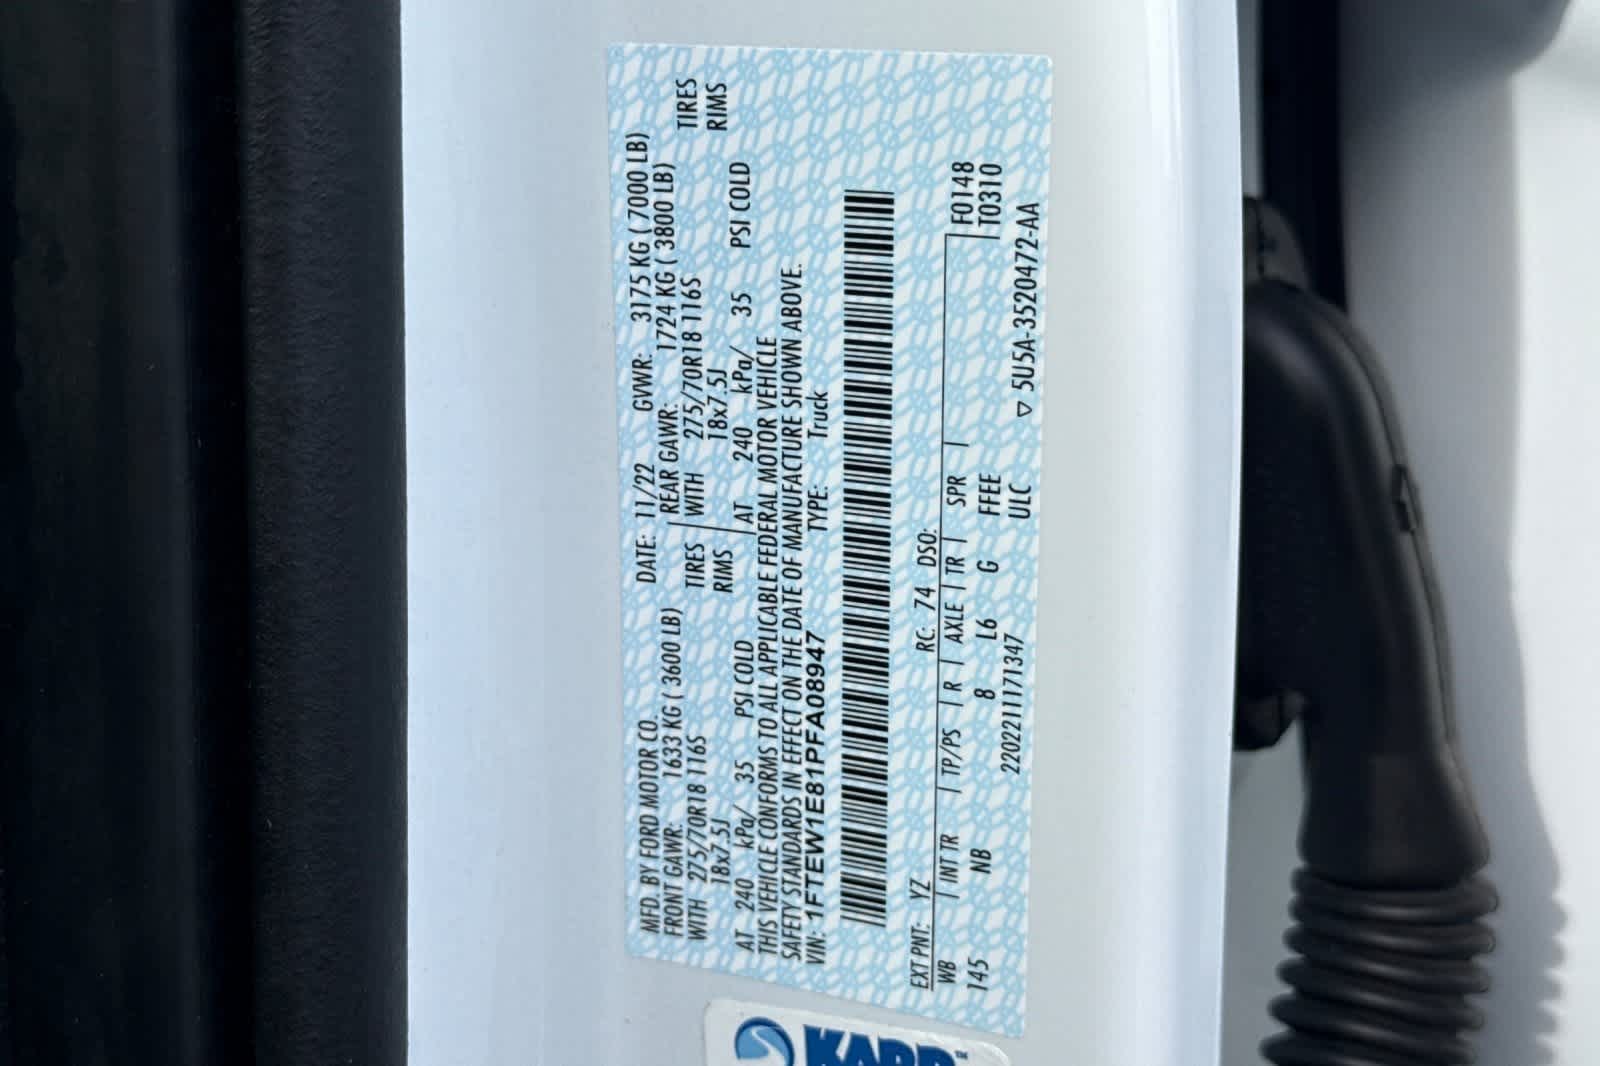 MFD. BY FORD MOTOR CO.
DATE: 11/22 GVWR: 3175 KG ( 7000 LB)
FRONT GAWR: 1633 KG ( 3600 LB) REAR GAWR: 1724 KG ( 3800 LB)
WITH 275/70R18 116S TIRES WITH 275/70R18 116S TIRES
18x7.5J RIMS 18x7.5J RIMS
AT 240 kPa/ 35 PSI COLD AT 240 kPa/ 35 PSI COLD
THIS VEHICLE CONFORMS TO ALL APPLICABLE FEDERAL MOTOR VEHICLE
SAFETY STANDARDS IN EFFECT ON THE DATE OF MANUFACTURE SHOWN ABOVE.
VIN: 1FTEW1E81PFA08947 TYPE: Truck
EXT PNT: YZ RC: 74 DSO:
WB INT TR TP/PS R AXLE TR SPR F0148
145 NB 8 L6 G FFEE T0310
2202211171347 ULC ▽ 5U5A-3520472-AA
KARR™